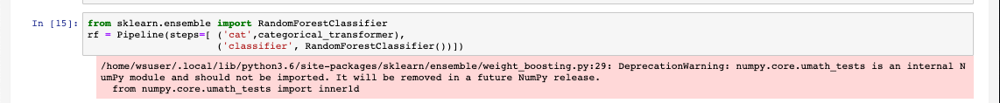 In [15]: from sklearn.ensemble import RandomForestClassifier
rf = Pipeline(steps=[ ('cat',categorical_transformer),
('classifier', RandomForestClassifier())])
/home/wsuser/.local/lib/python3.6/site-packages/sklearn/ensemble/weight_boosting.py:29: DeprecationWarning: numpy.core.umath_tests is an internal N
umPy module and should not be imported. It will be removed in a future NumPy release.
from numpy.core.umath_tests import inner1d